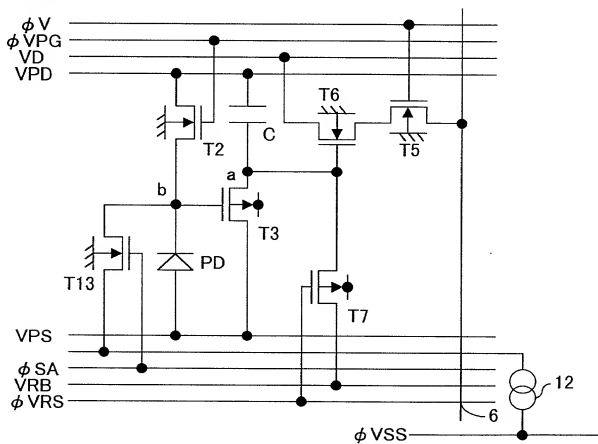 φV
φVPG
VD
VPD
T6
T5
C
T2
a
b
T3
T13
PD
T7
VPS
φSA
VRB
φVRS
6
12
φVSS